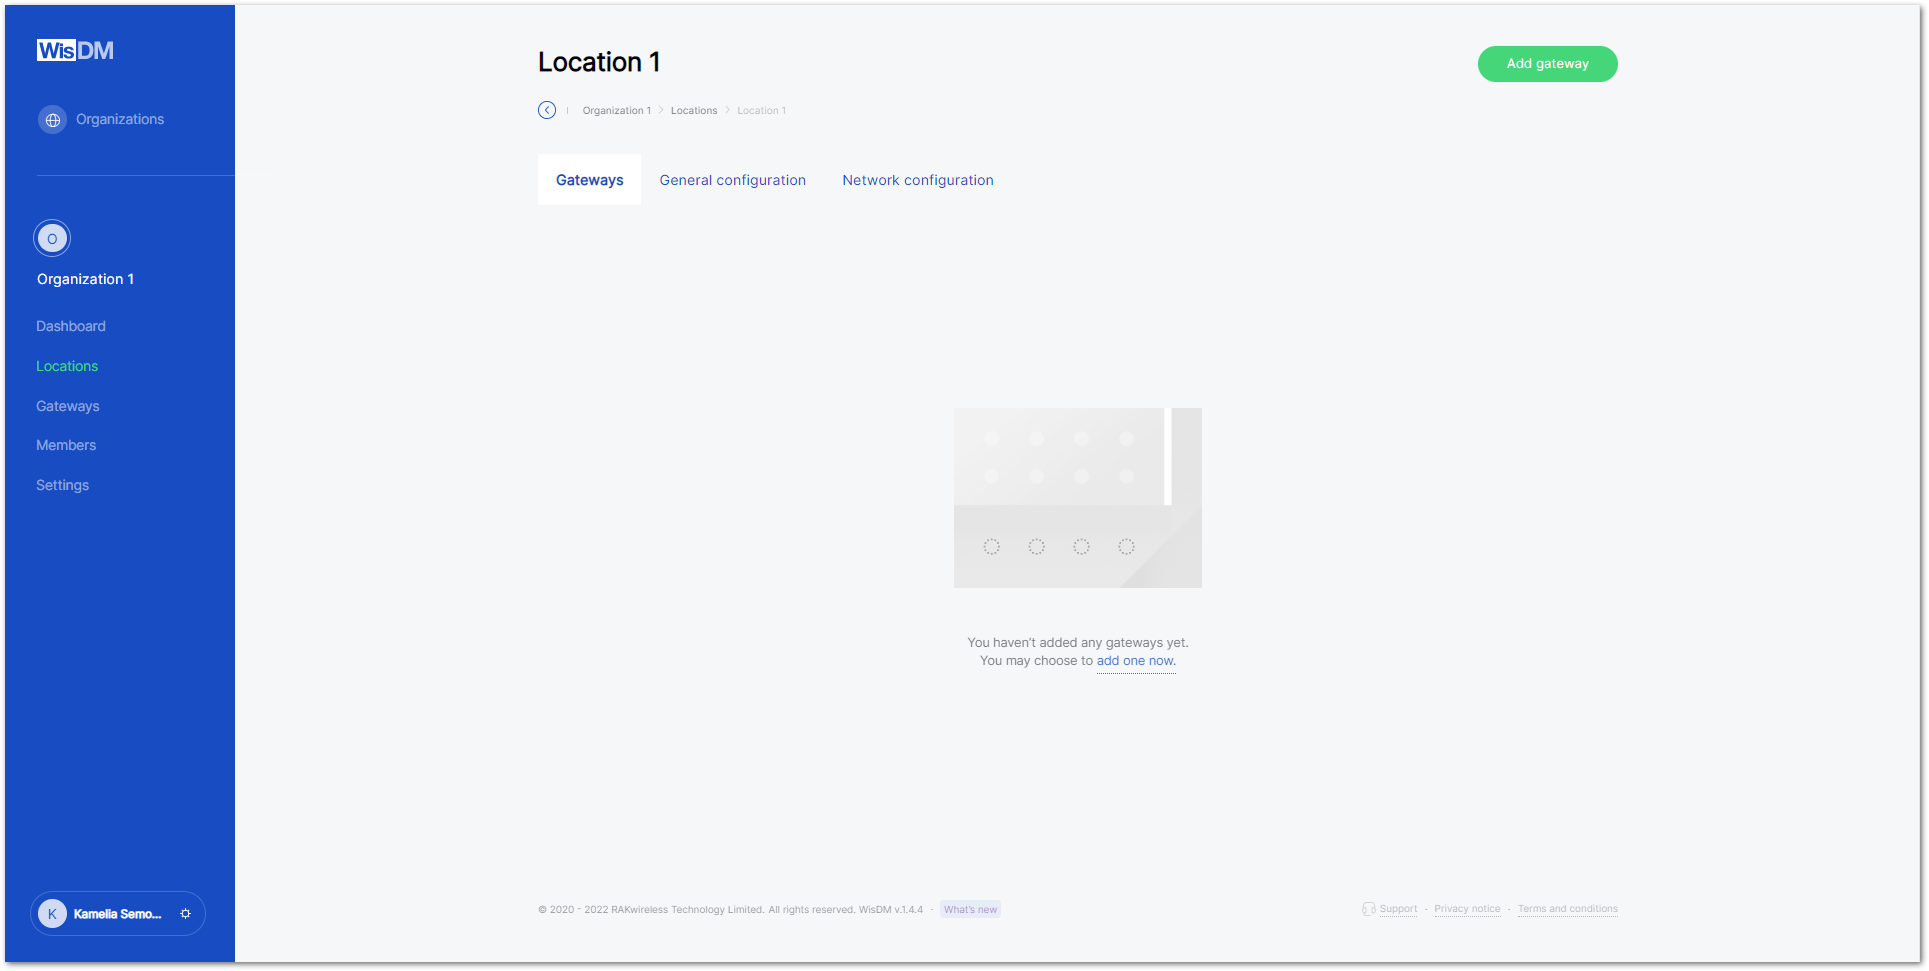 WisDM
Organizations
O
Organization 1
Dashboard
Locations
Gateways
Members
Settings
K Kamelia Semo...
Location 1
Add gateway
Organization 1 > Locations > Location 1
Gateways General configuration Network configuration
You haven't added any gateways yet.
You may choose to add one now.
© 2020 - 2022 RAKwireless Technology Limited. All rights reserved. WisDM v.1.4.4 · What's new
Support · Privacy notice · Terms and conditions